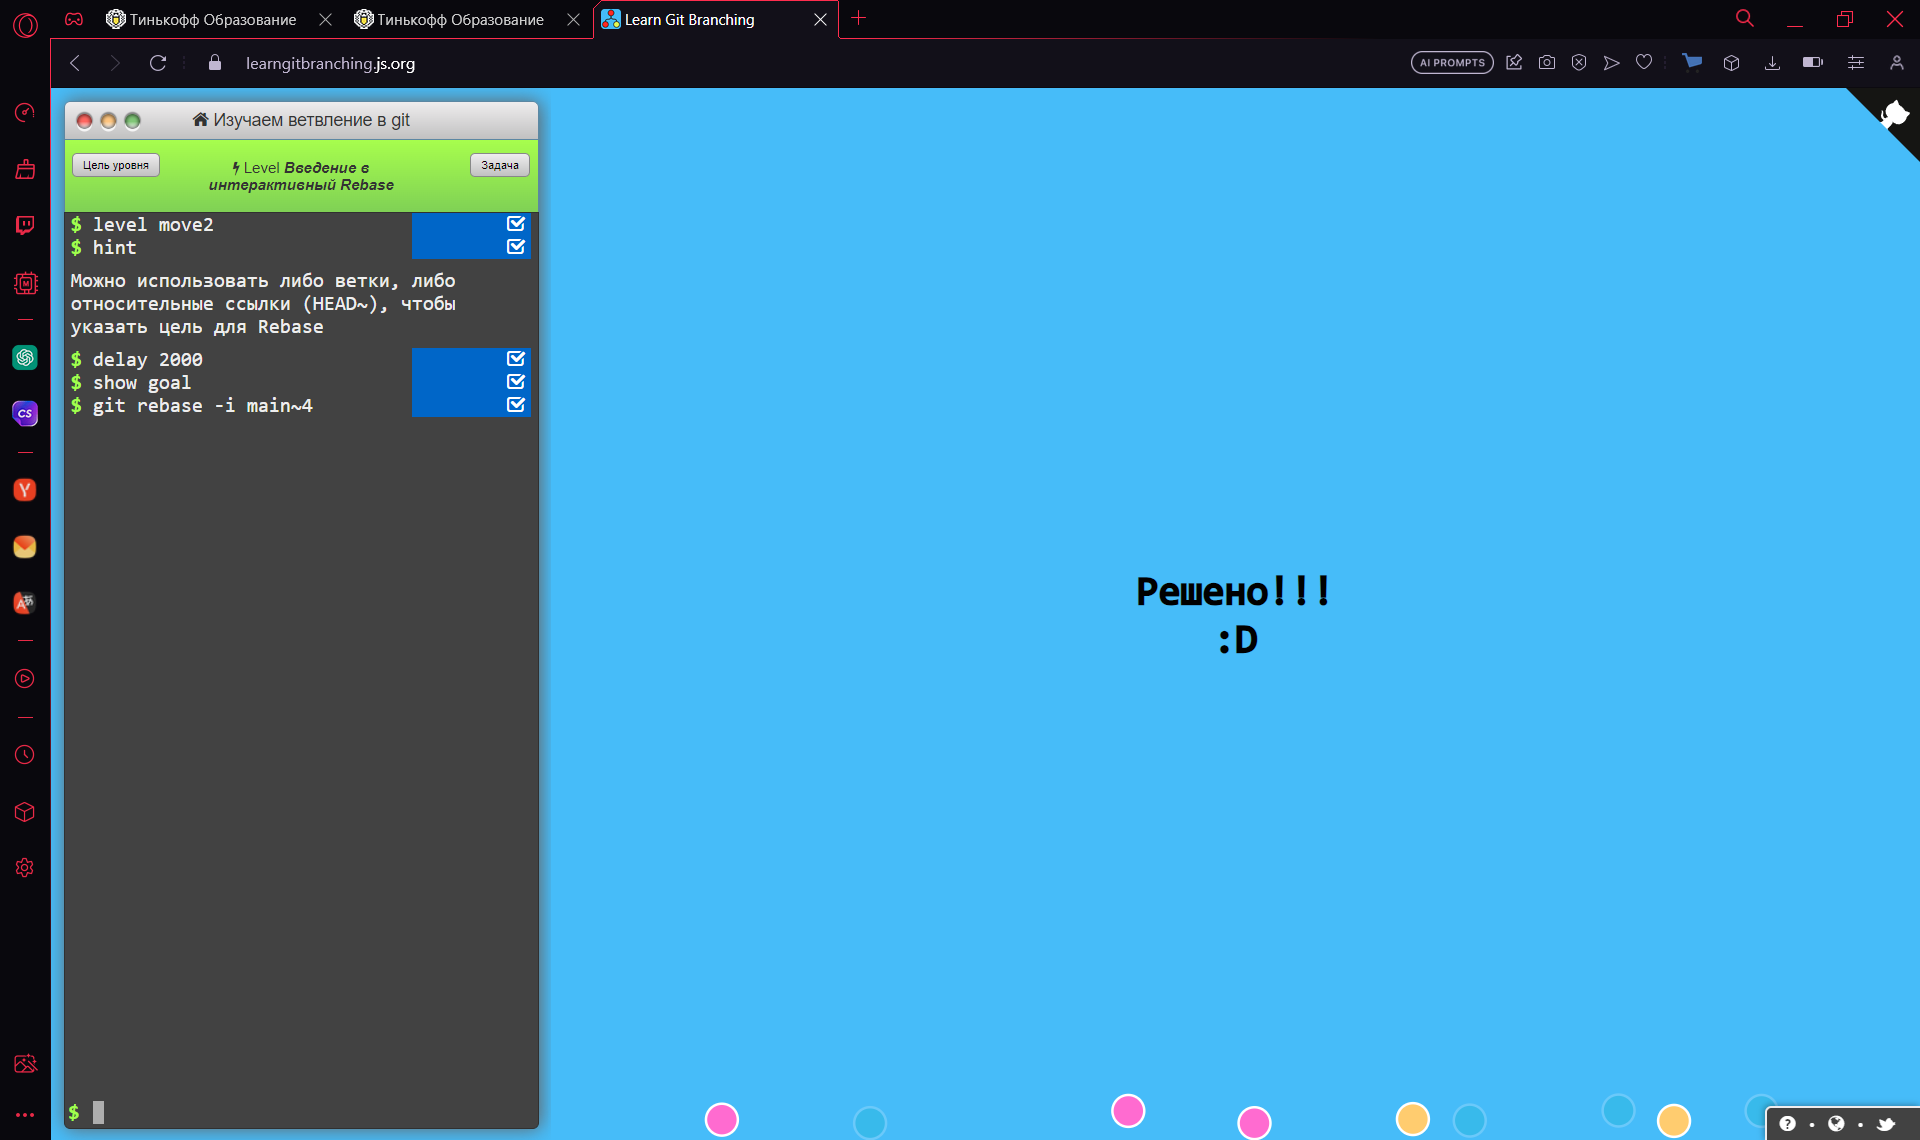 Тинькофф Образование
Тинькофф Образование
Learn Git Branching
learngitbranching.js.org
AI PROMPTS
Изучаем ветвление в git
Цель уровня
Level Введение в
интерактивный Rebase
Задача
$ level move2
$ hint
Можно использовать либо ветки, либо
относительные ссылки (HEAD~), чтобы
указать цель для Rebase
$ delay 2000
$ show goal
$ git rebase -i main~4
$
Решено!!!
:D
CS